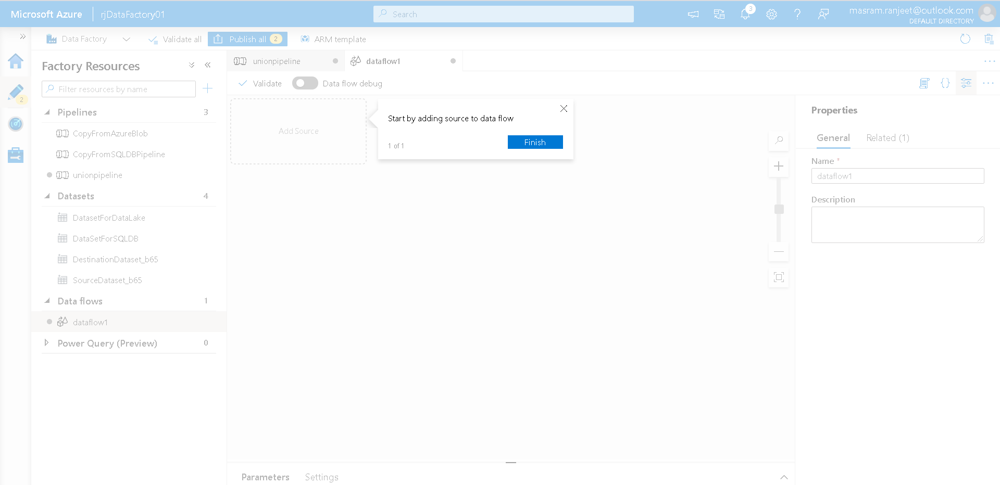 Microsoft Azure
rjDataFactory01
Search
3
masram.ranjeet@outlook.com
DEFAULT DIRECTORY
Data Factory
Validate all
Publish all
2
ARM template
Factory Resources
Filter resources by name
2
Pipelines 3
CopyFromAzureBlob
CopyFromSQLDBPipeline
unionpipeline
Datasets 4
DatasetForDataLake
DataSetForSQLDB
DestinationDataset_b65
SourceDataset_b65
Data flows 1
dataflow1
Power Query (Preview) 0
unionpipeline
dataflow1
Validate
Data flow debug
Add Source
Start by adding source to data flow
1 of 1
Finish
Parameters
Settings
Properties
General
Related (1)
Name *
dataflow1
Description